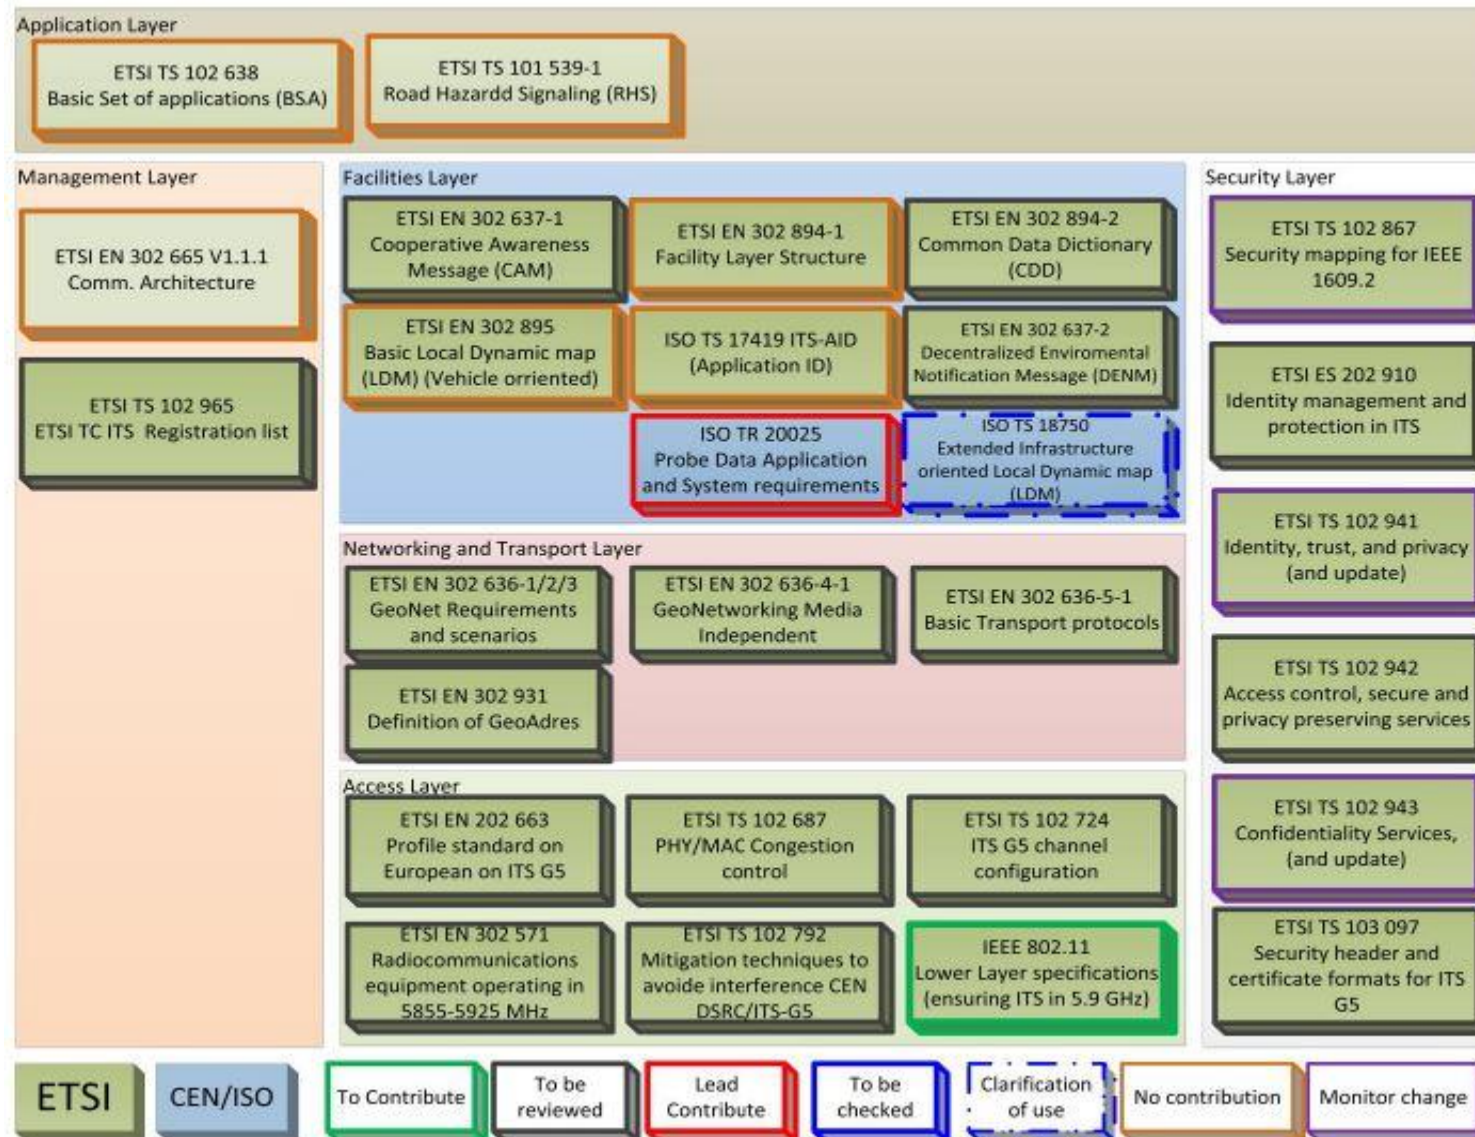 Application Layer
ETSI TS 102 638
Basic Set of applications (BSA)
ETSI TS 101 539-1
Road Hazardd Signaling (RHS)
Management Layer
ETSI EN 302 665 V1.1.1
Comm. Architecture
ETSI TS 102 965
ETSI TC ITS Registration list
Facilities Layer
ETSI EN 302 637-1
Cooperative Awareness
Message (CAM)
ETSI EN 302 894-1
Facility Layer Structure
ETSI EN 302 894-2
Common Data Dictionary
(CDD)
ETSI EN 302 895
Basic Local Dynamic map
(LDM) (Vehicle orriented)
ISO TS 17419 ITS-AID
(Application ID)
ETSI EN 302 637-2
Decentralized Enviromental
Notification Message (DENM)
ISO TR 20025
Probe Data Application
and System requirements
ISO TS 18750
Extended Infrastructure
oriented Local Dynamic map
(LDM)
Networking and Transport Layer
ETSI EN 302 636-1/2/3
GeoNet Requirements
and scenarios
ETSI EN 302 636-4-1
GeoNetworking Media
Independent
ETSI EN 302 636-5-1
Basic Transport protocols
ETSI EN 302 931
Definition of GeoAdres
Access Layer
ETSI EN 202 663
Profile standard on
European on ITS G5
ETSI TS 102 687
PHY/MAC Congestion
control
ETSI TS 102 724
ITS G5 channel
configuration
ETSI EN 302 571
Radiocommunications
equipment operating in
5855-5925 MHz
ETSI TS 102 792
Mitigation techniques to
avoide interference CEN
DSRC/ITS-G5
IEEE 802.11
Lower Layer specifications
(ensuring ITS in 5.9 GHz)
Security Layer
ETSI TS 102 867
Security mapping for IEEE
1609.2
ETSI ES 202 910
Identity management and
protection in ITS
ETSI TS 102 941
Identity, trust, and privacy
(and update)
ETSI TS 102 942
Access control, secure and
privacy preserving services
ETSI TS 102 943
Confidentiality Services,
(and update)
ETSI TS 103 097
Security header and
certificate formats for ITS
G5
ETSI
CEN/ISO
To Contribute
To be
reviewed
Lead
Contribute
To be
checked
Clarification
of use
No contribution
Monitor change